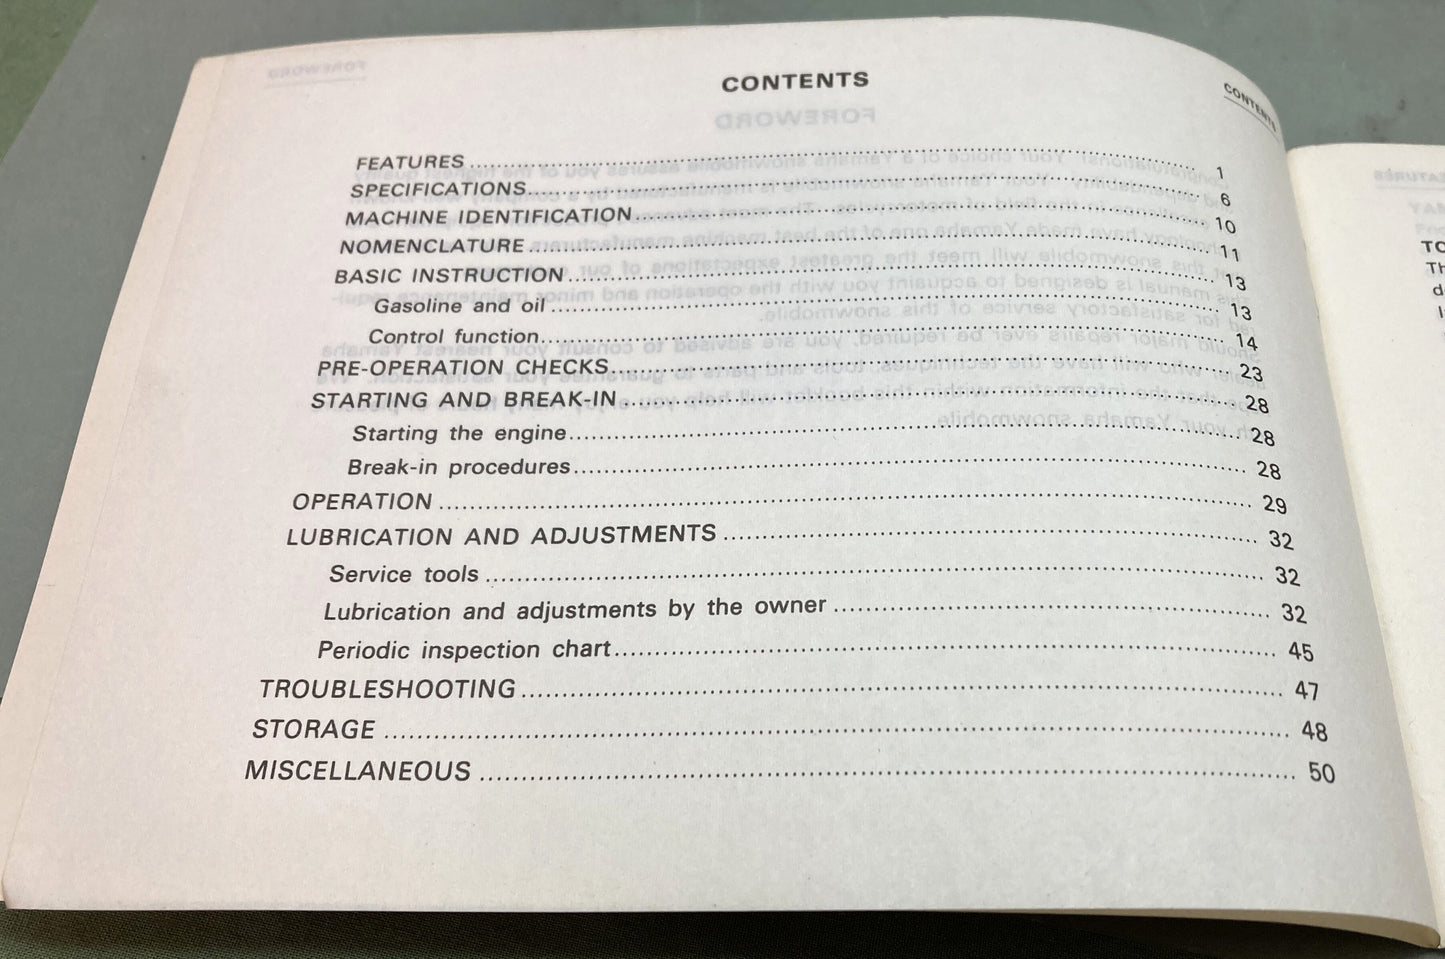 CONTENTS
CONTENTS
FEATURES ........ 1
SPECIFICATIONS ........ 6
MACHINE IDENTIFICATION ........ 10
NOMENCLATURE ........ 11
BASIC INSTRUCTION ........ 13
Gasoline and oil ........ 13
Control function ........ 14
PRE-OPERATION CHECKS ........ 23
STARTING AND BREAK-IN ........ 28
Starting the engine ........ 28
Break-in procedures ........ 28
OPERATION ........ 29
LUBRICATION AND ADJUSTMENTS ........ 32
Service tools ........ 32
Lubrication and adjustments by the owner ........ 32
Periodic inspection chart ........ 45
TROUBLESHOOTING ........ 47
STORAGE ........ 48
MISCELLANEOUS ........ 50